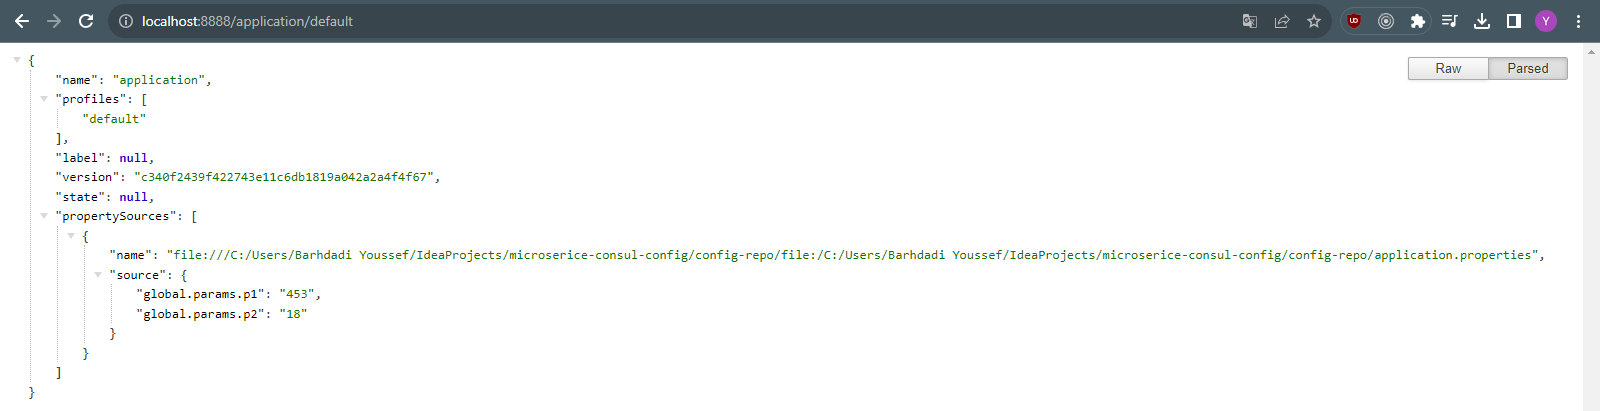 localhost:8888/application/default
UO
Y
Raw Parsed
{
"name": "application",
"profiles": [
"default"
],
"label": null,
"version": "c340f2439f422743e11c6db1819a042a2a4f4f67",
"state": null,
"propertySources": [
{
"name": "file:///C:/Users/Barhdadi Youssef/IdeaProjects/microserice-consul-config/config-repo/file:/C:/Users/Barhdadi Youssef/IdeaProjects/microserice-consul-config/config-repo/application.properties",
"source": {
"global.params.p1": "453",
"global.params.p2": "18"
}
}
]
}